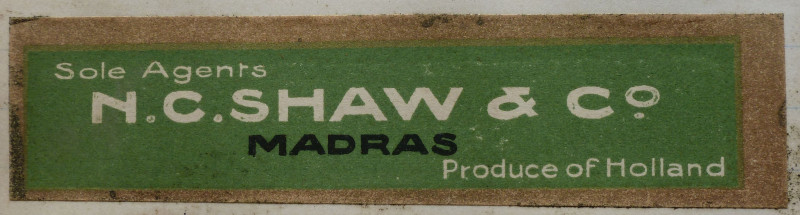 Sole Agents
N.C.SHAW & Cº
MADRAS
Produce of Holland